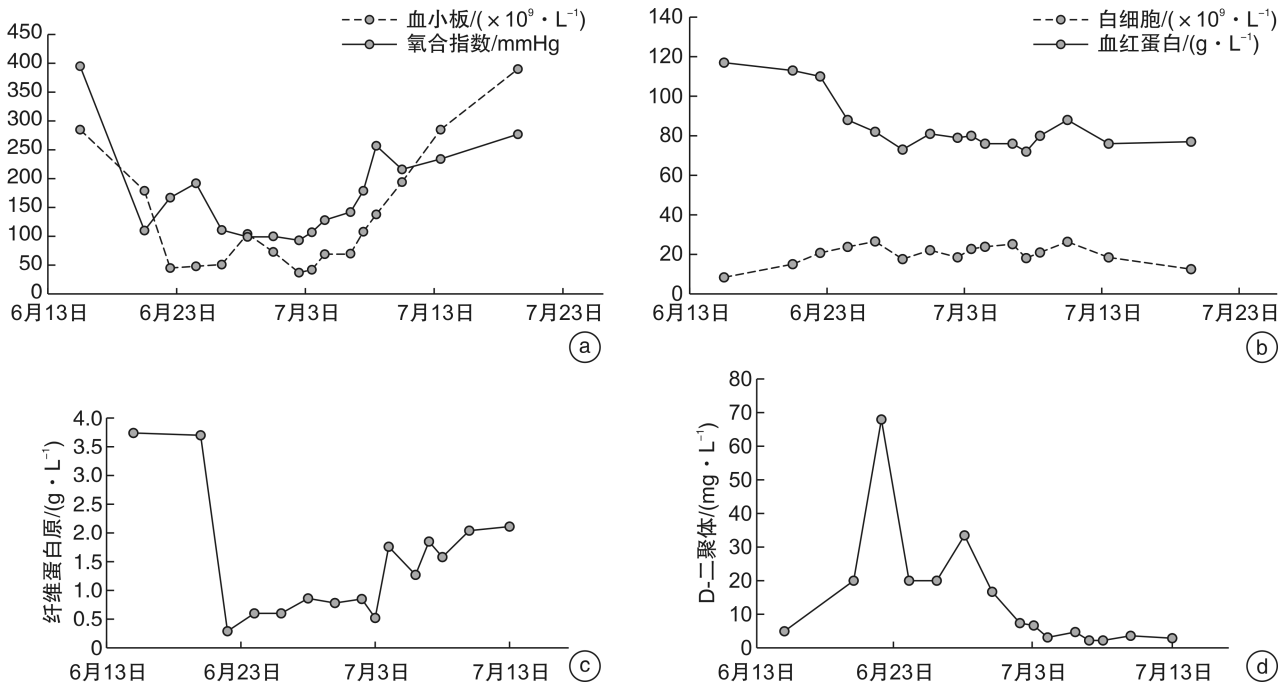 血小板/(×10⁹·L⁻¹)
氧合指数/mmHg
450
400
350
300
250
200
150
100
50
0
6月13日 6月23日 7月3日 7月13日 7月23日
a
白细胞/(×10⁹·L⁻¹)
血红蛋白/(g·L⁻¹)
140
120
100
80
60
40
20
0
6月13日 6月23日 7月3日 7月13日 7月23日
b
纤维蛋白原/(g·L⁻¹)
4.0
3.5
3.0
2.5
2.0
1.5
1.0
0.5
0
6月13日 6月23日 7月3日 7月13日
c
D-二聚体/(mg·L⁻¹)
80
70
60
50
40
30
20
10
0
6月13日 6月23日 7月3日 7月13日
d